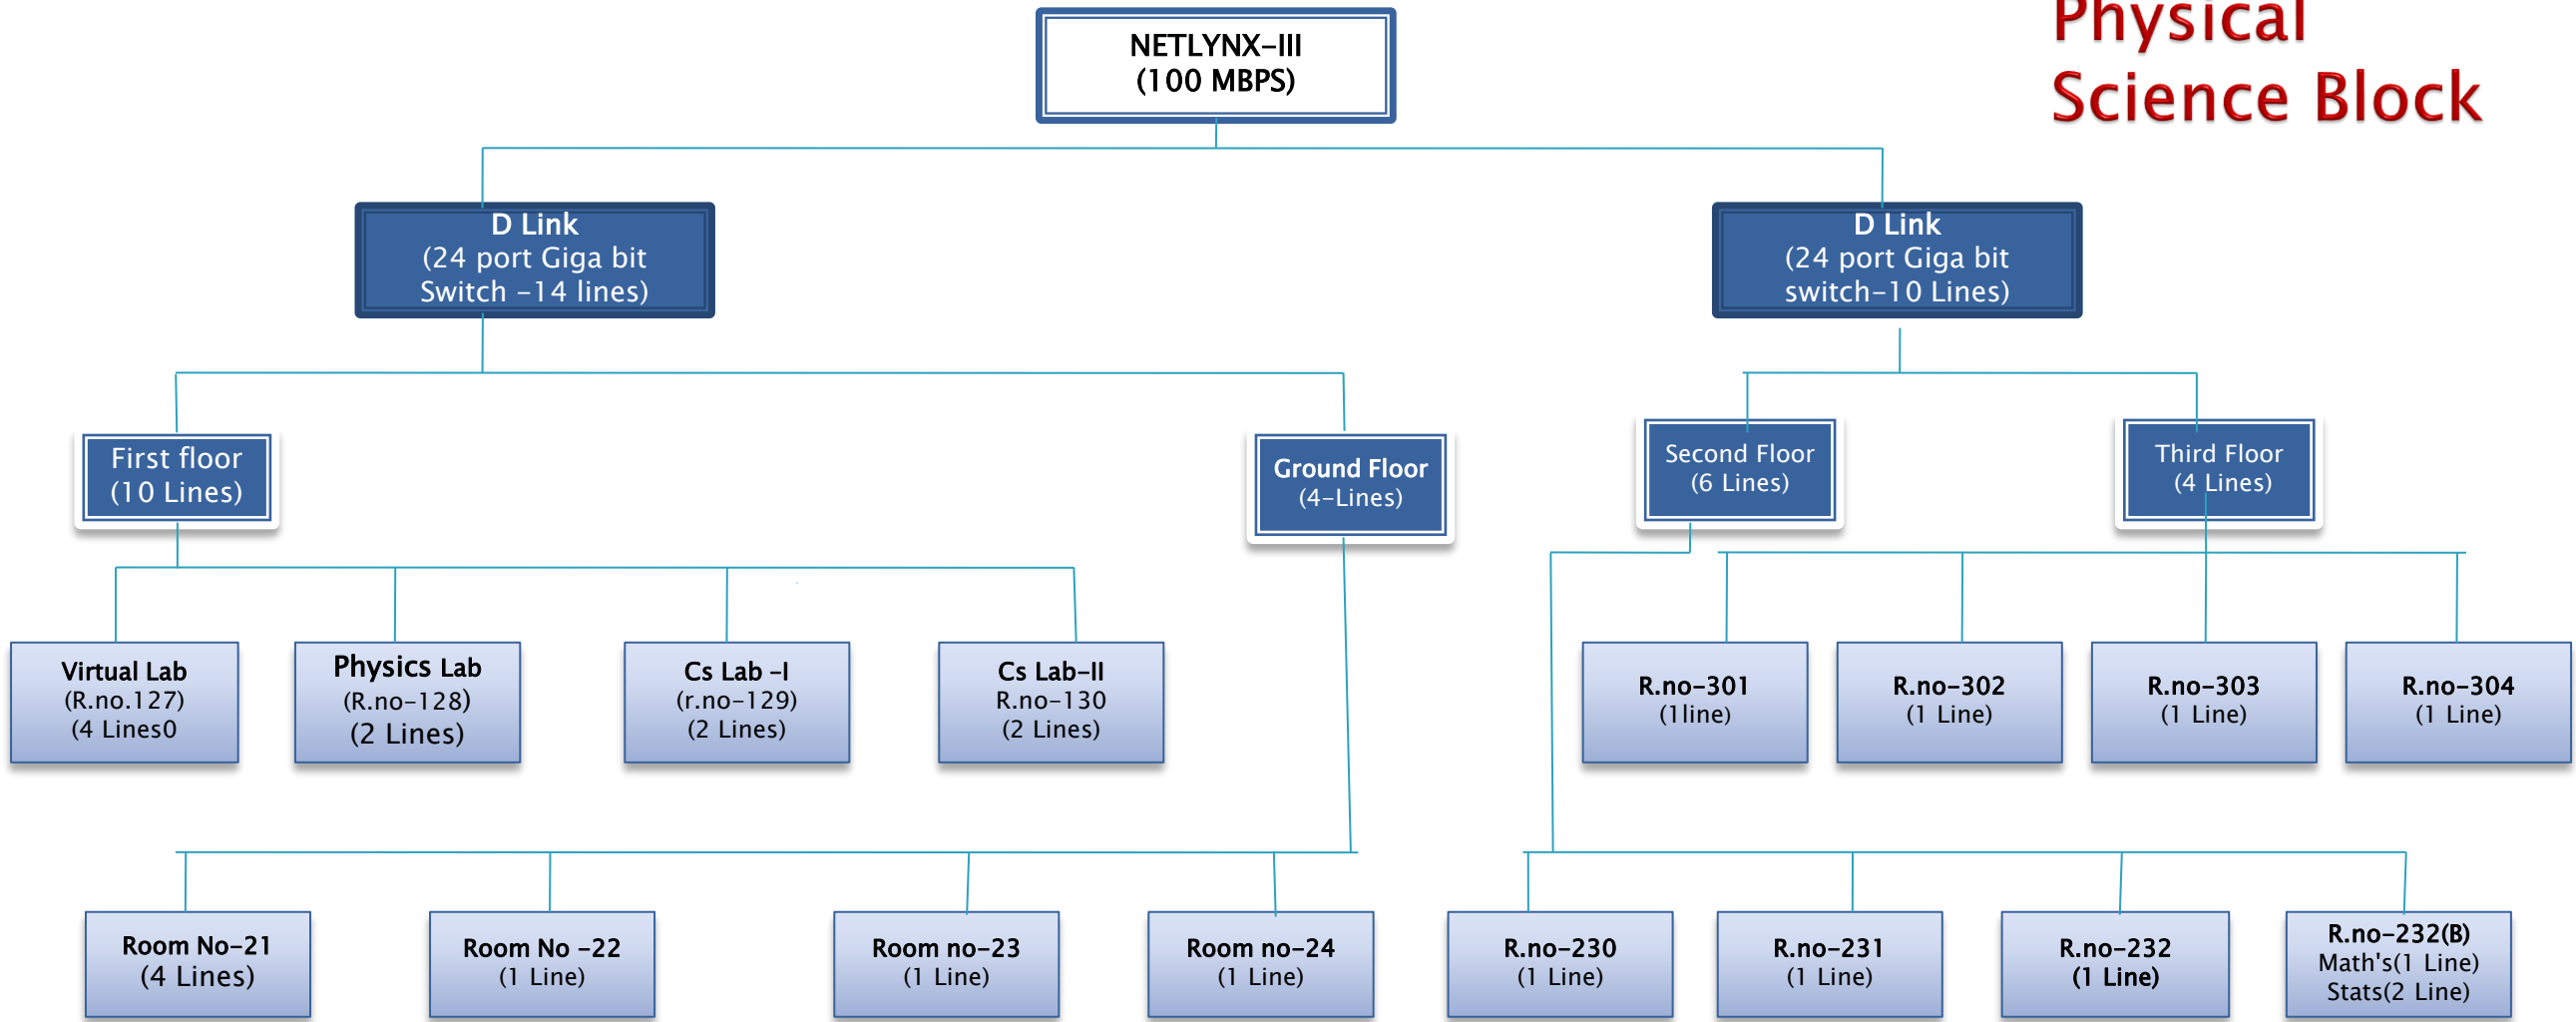 Physical
Science Block
NETLYNX-III
(100 MBPS)
D Link
(24 port Giga bit
Switch -14 lines)
D Link
(24 port Giga bit
switch-10 Lines)
First floor
(10 Lines)
Ground Floor
(4-Lines)
Second Floor
(6 Lines)
Third Floor
(4 Lines)
Virtual Lab
(R.no.127)
(4 Lines0
Physics Lab
(R.no-128)
(2 Lines)
Cs Lab -I
(r.no-129)
(2 Lines)
Cs Lab-II
R.no-130
(2 Lines)
R.no-301
(1line)
R.no-302
(1 Line)
R.no-303
(1 Line)
R.no-304
(1 Line)
Room No-21
(4 Lines)
Room No -22
(1 Line)
Room no-23
(1 Line)
Room no-24
(1 Line)
R.no-230
(1 Line)
R.no-231
(1 Line)
R.no-232
(1 Line)
R.no-232(B)
Math's(1 Line)
Stats(2 Line)